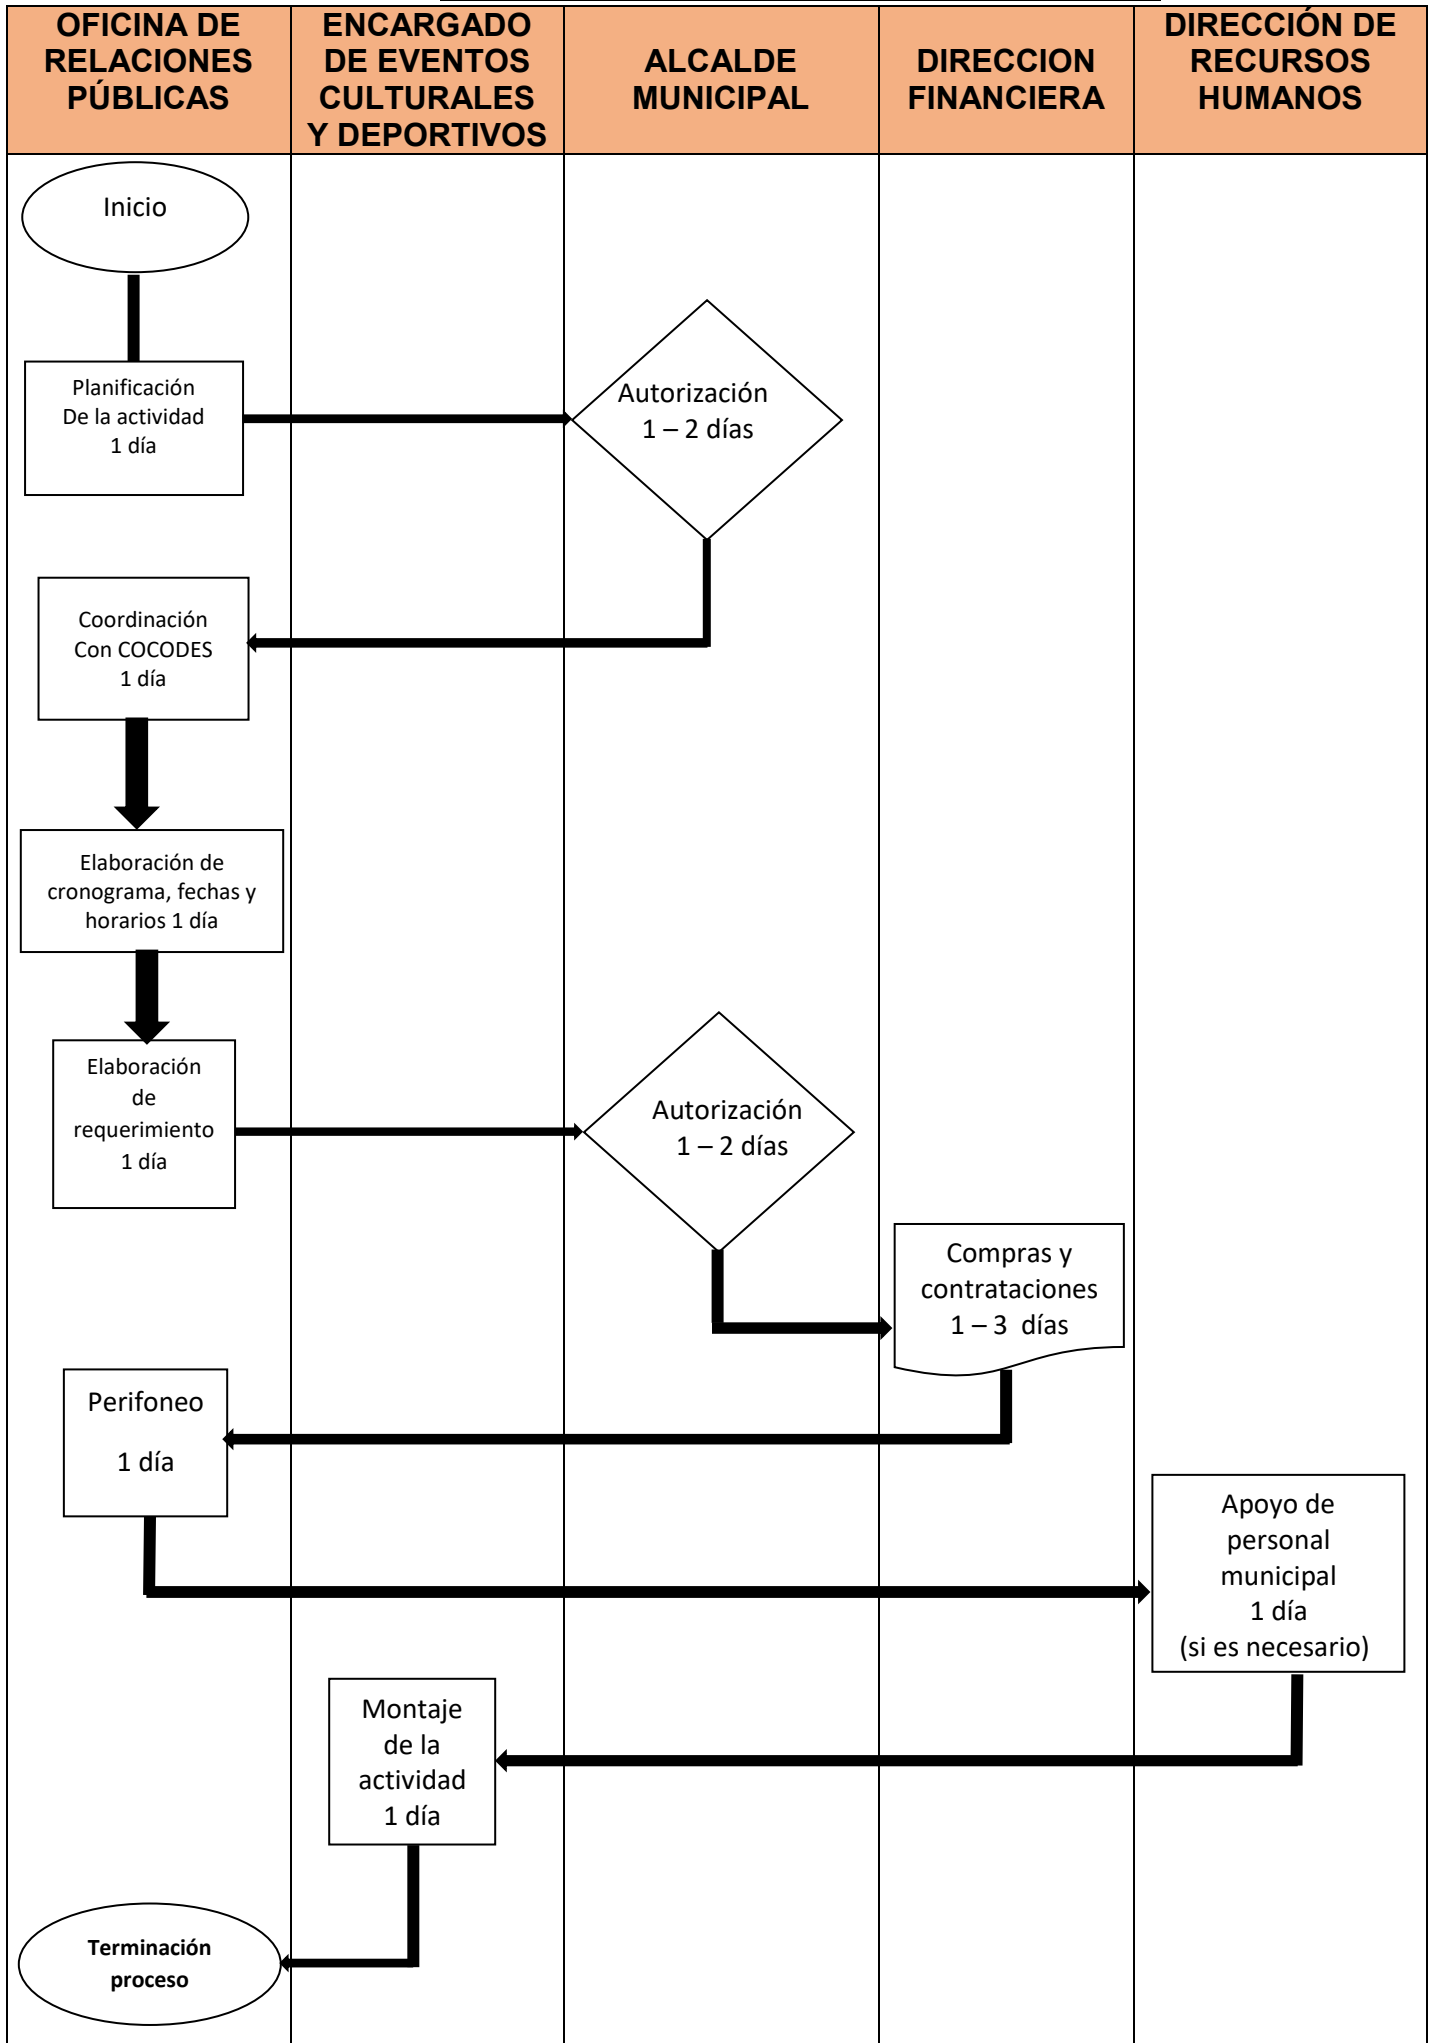 OFICINA DE
RELACIONES
PÚBLICAS
ENCARGADO
DE EVENTOS
CULTURALES
Y DEPORTIVOS
ALCALDE
MUNICIPAL
DIRECCION
FINANCIERA
DIRECCIÓN DE
RECURSOS
HUMANOS
Inicio
Planificación
De la actividad
1 día
Autorización
1 – 2 días
Coordinación
Con COCODES
1 día
Elaboración de
cronograma, fechas y
horarios 1 día
Elaboración
de
requerimiento
1 día
Autorización
1 – 2 días
Compras y
contrataciones
1 – 3 días
Perifoneo
1 día
Apoyo de
personal
municipal
1 día
(si es necesario)
Montaje
de la
actividad
1 día
Terminación
proceso